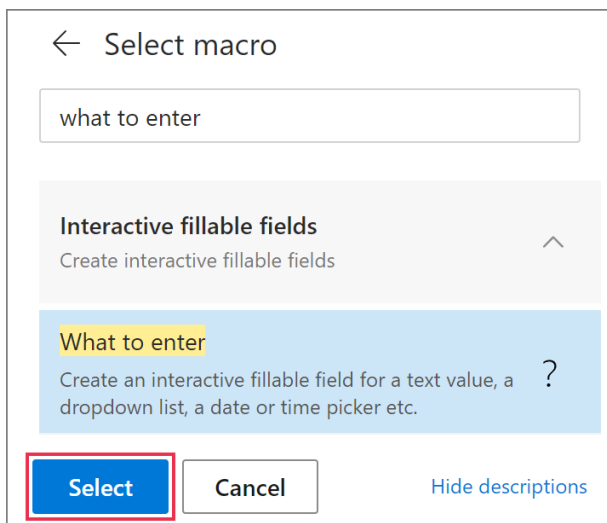 Select macro
what to enter
Interactive fillable fields
Create interactive fillable fields
What to enter
Create an interactive fillable field for a text value, a
dropdown list, a date or time picker etc.
?
Select
Cancel
Hide descriptions